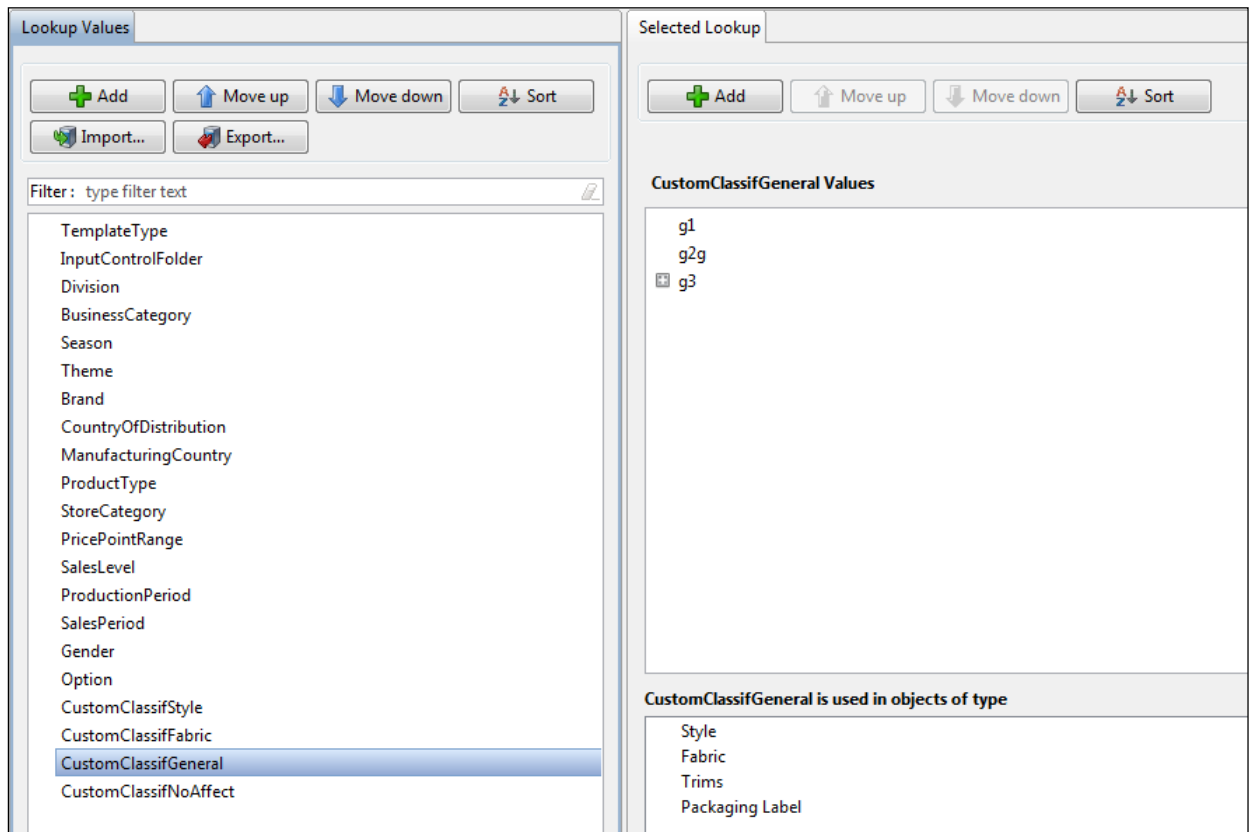 Lookup Values
Add
Move up
Move down
Sort
Import...
Export...
Filter : type filter text
TemplateType
InputControlFolder
Division
BusinessCategory
Season
Theme
Brand
CountryOfDistribution
ManufacturingCountry
ProductType
StoreCategory
PricePointRange
SalesLevel
ProductionPeriod
SalesPeriod
Gender
Option
CustomClassifStyle
CustomClassifFabric
CustomClassifGeneral
CustomClassifNoAffect
Selected Lookup
Add
Move up
Move down
Sort
CustomClassifGeneral Values
g1
g2g
g3
CustomClassifGeneral is used in objects of type
Style
Fabric
Trims
Packaging Label